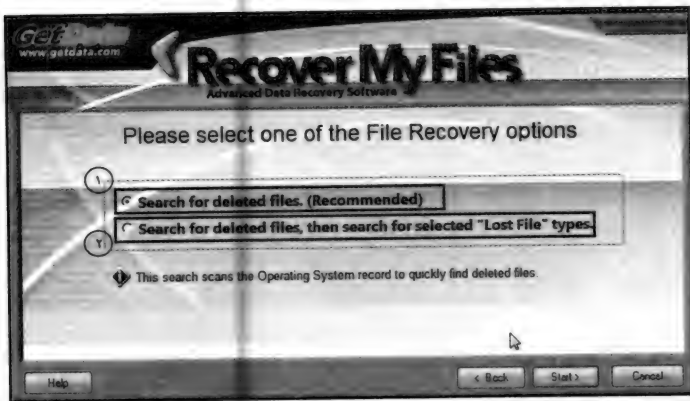 GetData
www.getdata.com
Recover My Files
Advanced Data Recovery Software
Please select one of the File Recovery options
١
Search for deleted files. (Recommended)
Search for deleted files, then search for selected "Lost File" types.
٢
This search scans the Operating System record to quickly find deleted files.
Help
< Back
Start >
Cancel